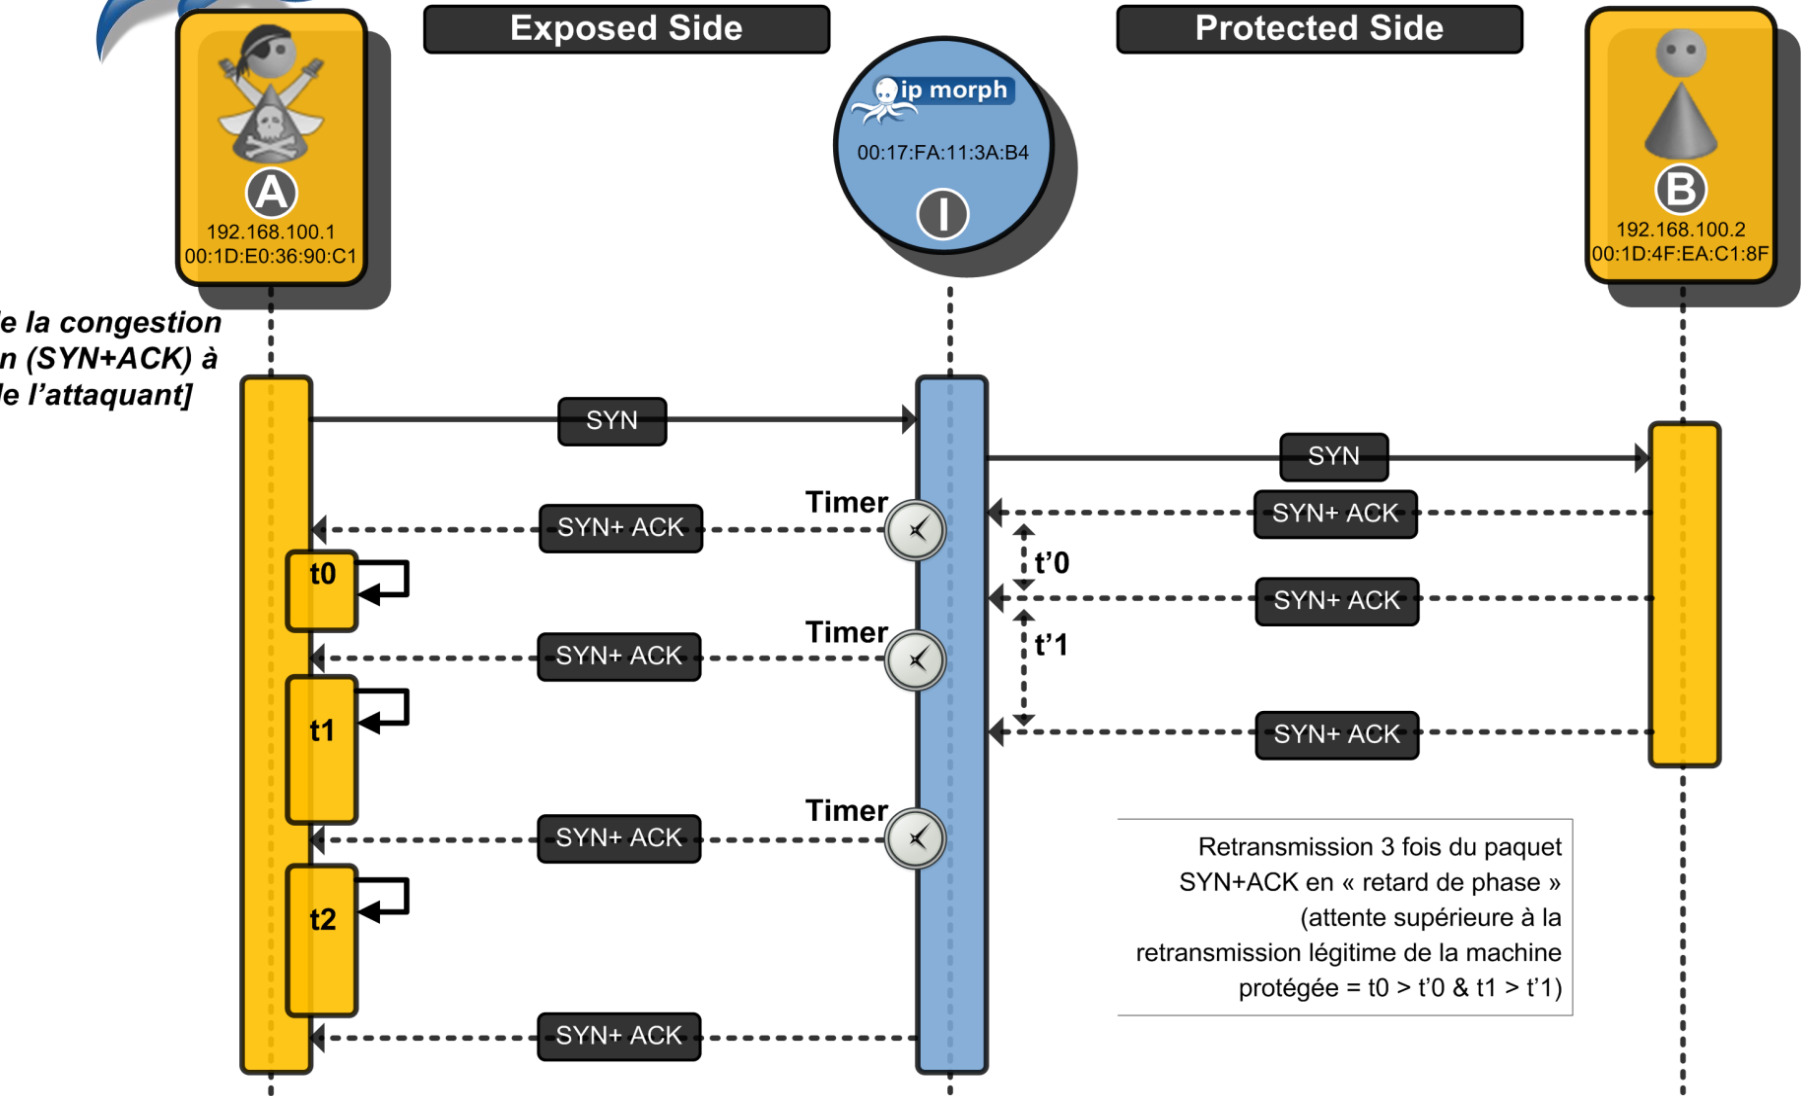 Exposed Side
Protected Side
ip morph
00:17:FA:11:3A:B4
I
A
192.168.100.1
00:1D:E0:36:90:C1
B
192.168.100.2
00:1D:4F:EA:C1:8F
de la congestion
n (SYN+ACK) à
de l’attaquant]
SYN
SYN
Timer
SYN+ ACK
SYN+ ACK
t0
t’0
SYN+ ACK
Timer
SYN+ ACK
t’1
t1
SYN+ ACK
Timer
SYN+ ACK
t2
SYN+ ACK
Retransmission 3 fois du paquet
SYN+ACK en « retard de phase »
(attente supérieure à la
retransmission légitime de la machine
protégée = t0 > t’0 & t1 > t’1)